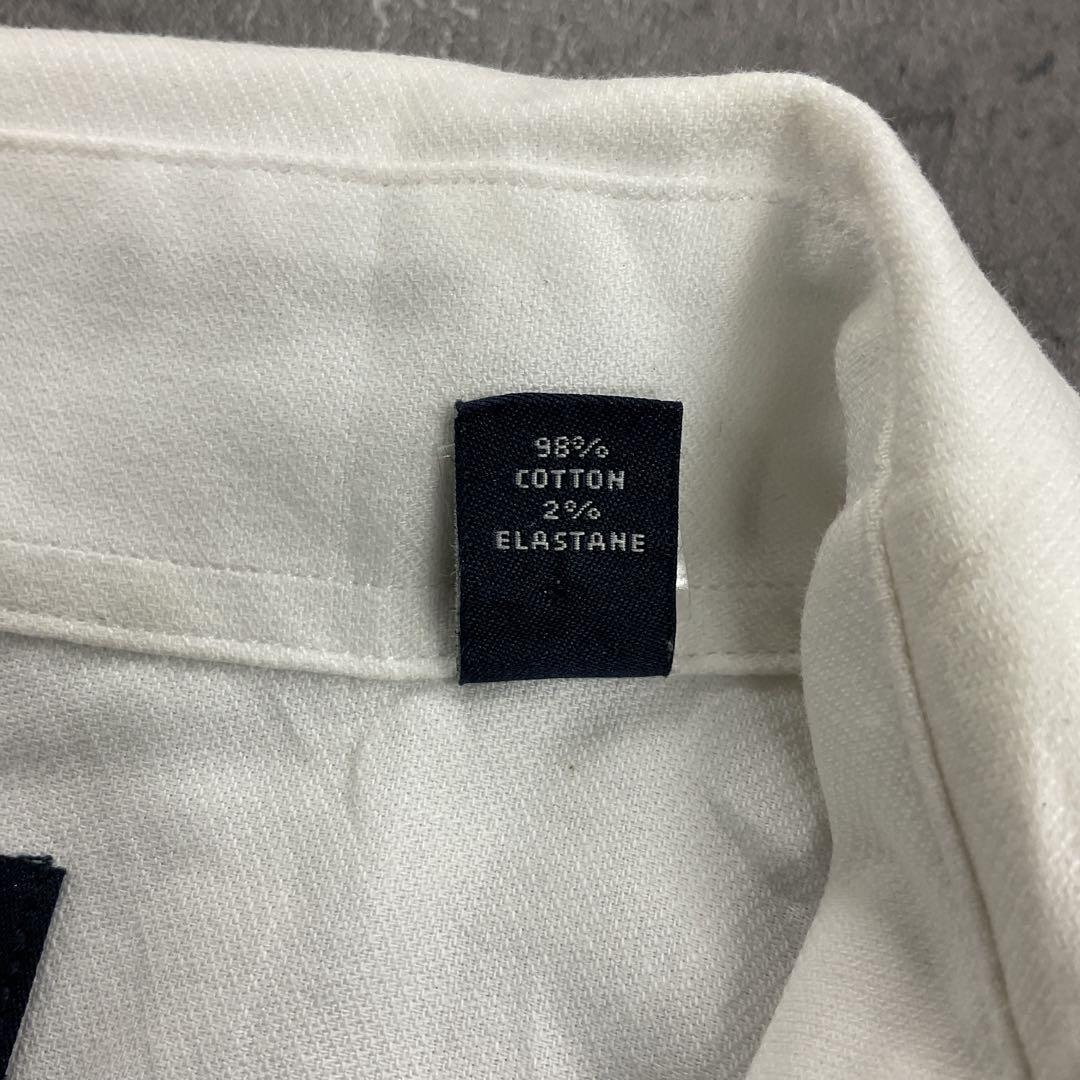 98%
COTTON
2%
ELASTANE